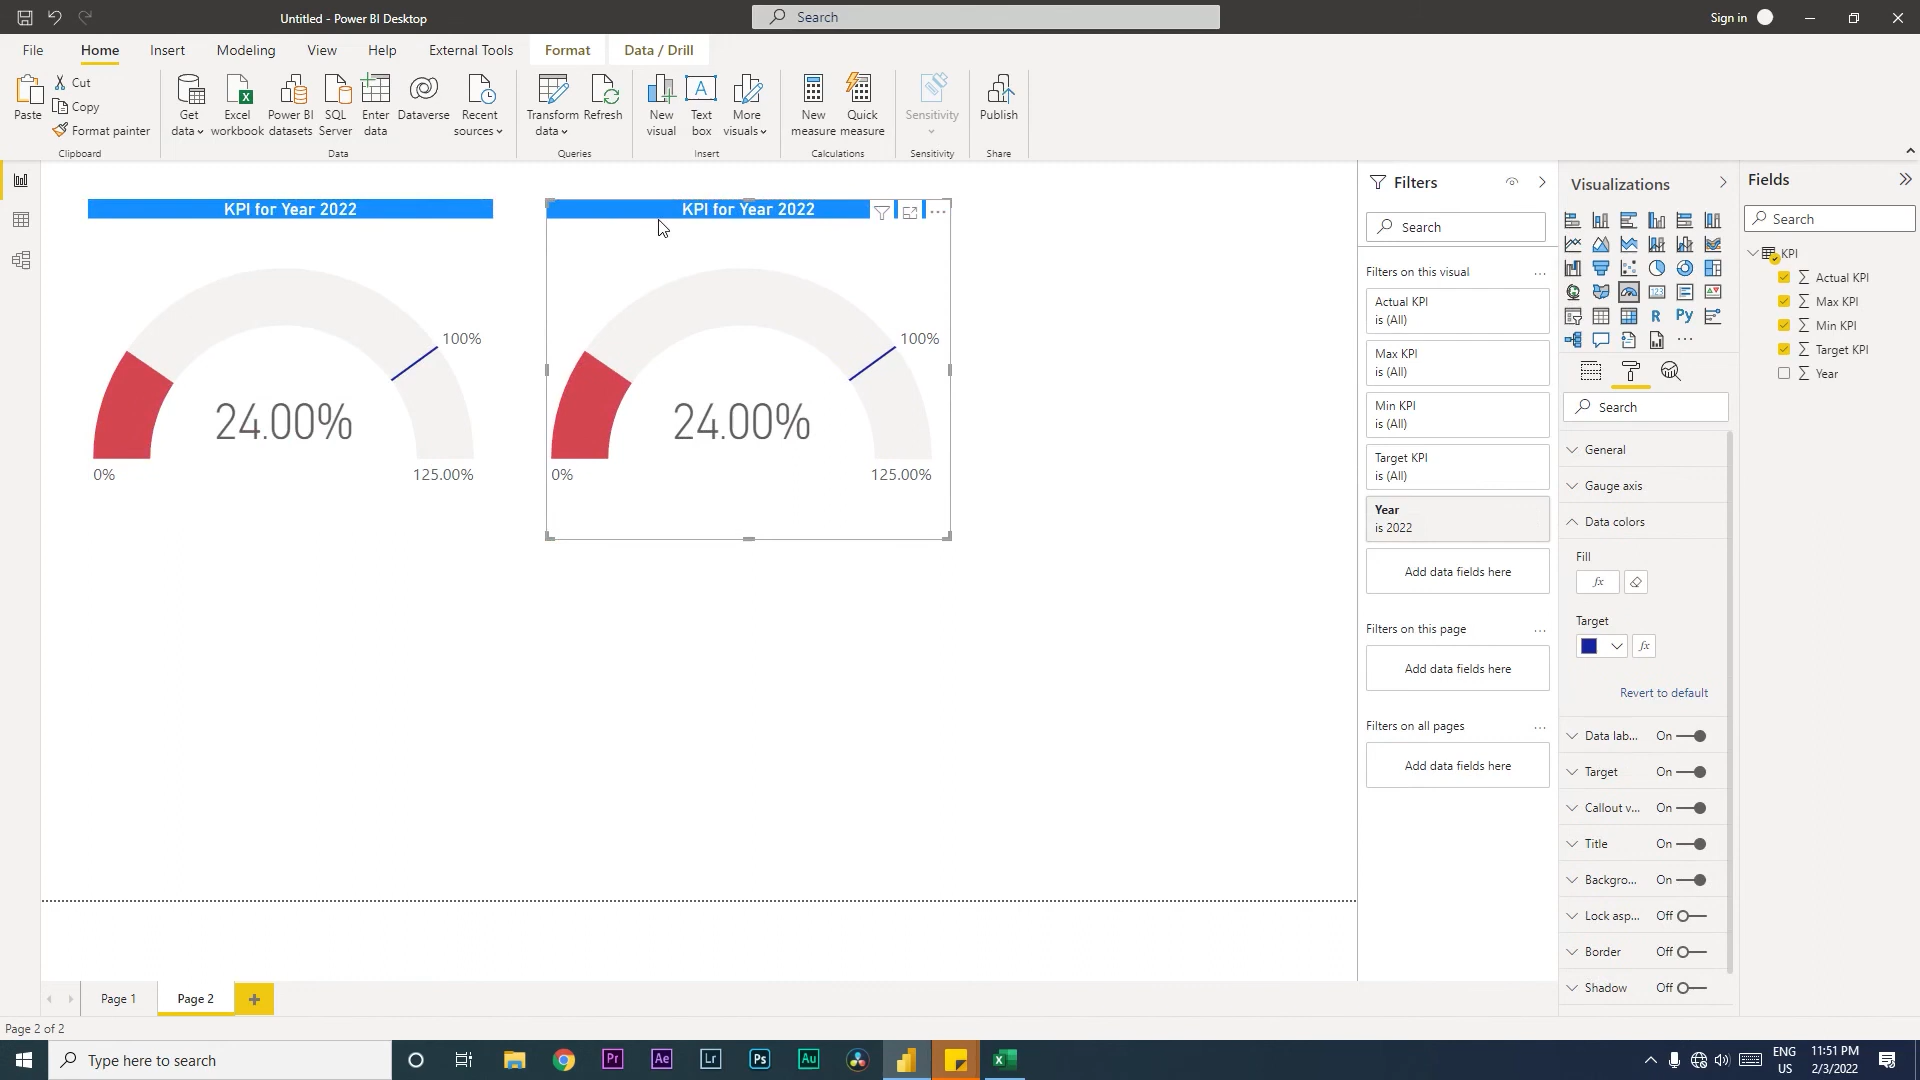 Untitled - Power BI Desktop
Search
Sign in
File
Home
Insert
Modeling
View
Help
External Tools
Format
Data / Drill
Paste
Cut
Copy
Format painter
Clipboard
Get data
Excel workbook
Power BI datasets
SQL Server
Enter data
Dataverse
Recent sources
Data
Transform data
Refresh
Queries
New visual
Text box
More visuals
Insert
New measure
Quick measure
Calculations
Sensitivity
Sensitivity
Publish
Share
KPI for Year 2022
100%
24.00%
0%
125.00%
KPI for Year 2022
100%
24.00%
0%
125.00%
Filters
Search
Filters on this visual
Actual KPI
is (All)
Max KPI
is (All)
Min KPI
is (All)
Target KPI
is (All)
Year
is 2022
Add data fields here
Filters on this page
Add data fields here
Filters on all pages
Add data fields here
Visualizations
R
Py
Search
General
Gauge axis
Data colors
Fill
fx
Target
fx
Revert to default
Data lab... On
Target On
Callout v... On
Title On
Backgro... On
Lock asp... Off
Border Off
Shadow Off
Fields
Search
KPI
Actual KPI
Max KPI
Min KPI
Target KPI
Year
Page 1
Page 2
Page 2 of 2
Type here to search
Pr
Ae
Lr
Ps
Au
ENG
US
11:51 PM
2/3/2022